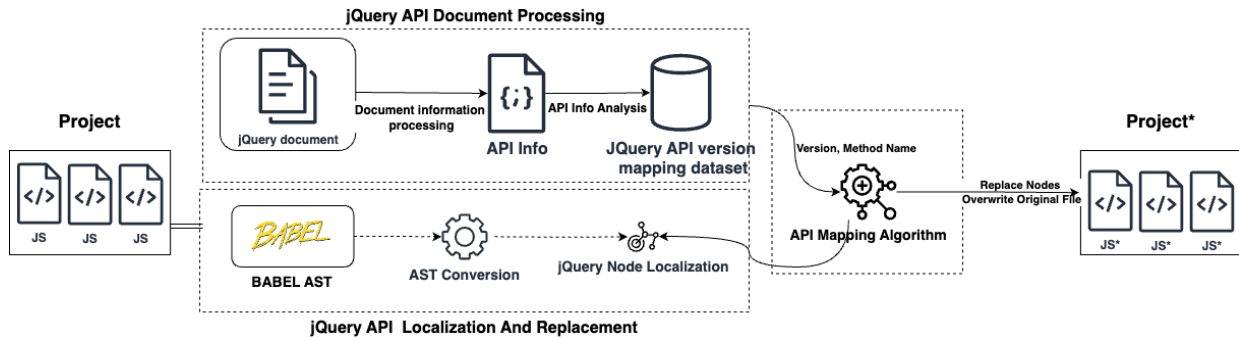 jQuery API Document Processing
Project
JS
JS
JS
jQuery document
Document information
processing
{;}
API Info
API Info Analysis
JQuery API version
mapping dataset
BABEL
BABEL AST
AST Conversion
jQuery Node Localization
jQuery API Localization And Replacement
Version, Method Name
API Mapping Algorithm
Replace Nodes
Overwrite Original File
Project*
</>
</>
</>
JS*
JS*
JS*